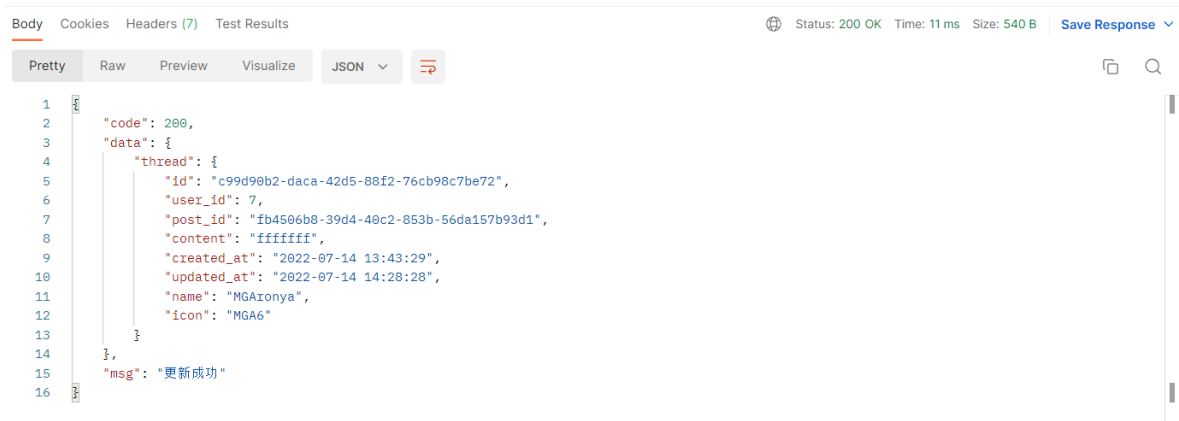 Body Cookies Headers (7) Test Results Status: 200 OK Time: 11 ms Size: 540 B Save Response
Pretty Raw Preview Visualize JSON
1 {
2 "code": 200,
3 "data": {
4 "thread": {
5 "id": "c99d90b2-daca-42d5-88f2-76cb98c7be72",
6 "user_id": 7,
7 "post_id": "fb4506b8-39d4-40c2-853b-56da157b93d1",
8 "content": "fffffff",
9 "created_at": "2022-07-14 13:43:29",
10 "updated_at": "2022-07-14 14:28:28",
11 "name": "MGAronya",
12 "icon": "MGA6"
13 }
14 },
15 "msg": "更新成功"
16 }